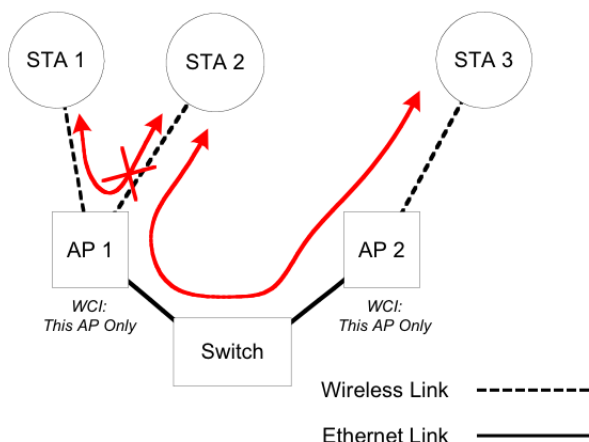 STA 1
STA 2
STA 3
AP 1
AP 2
WCI:
This AP Only
WCI:
This AP Only
Switch
Wireless Link
Ethernet Link